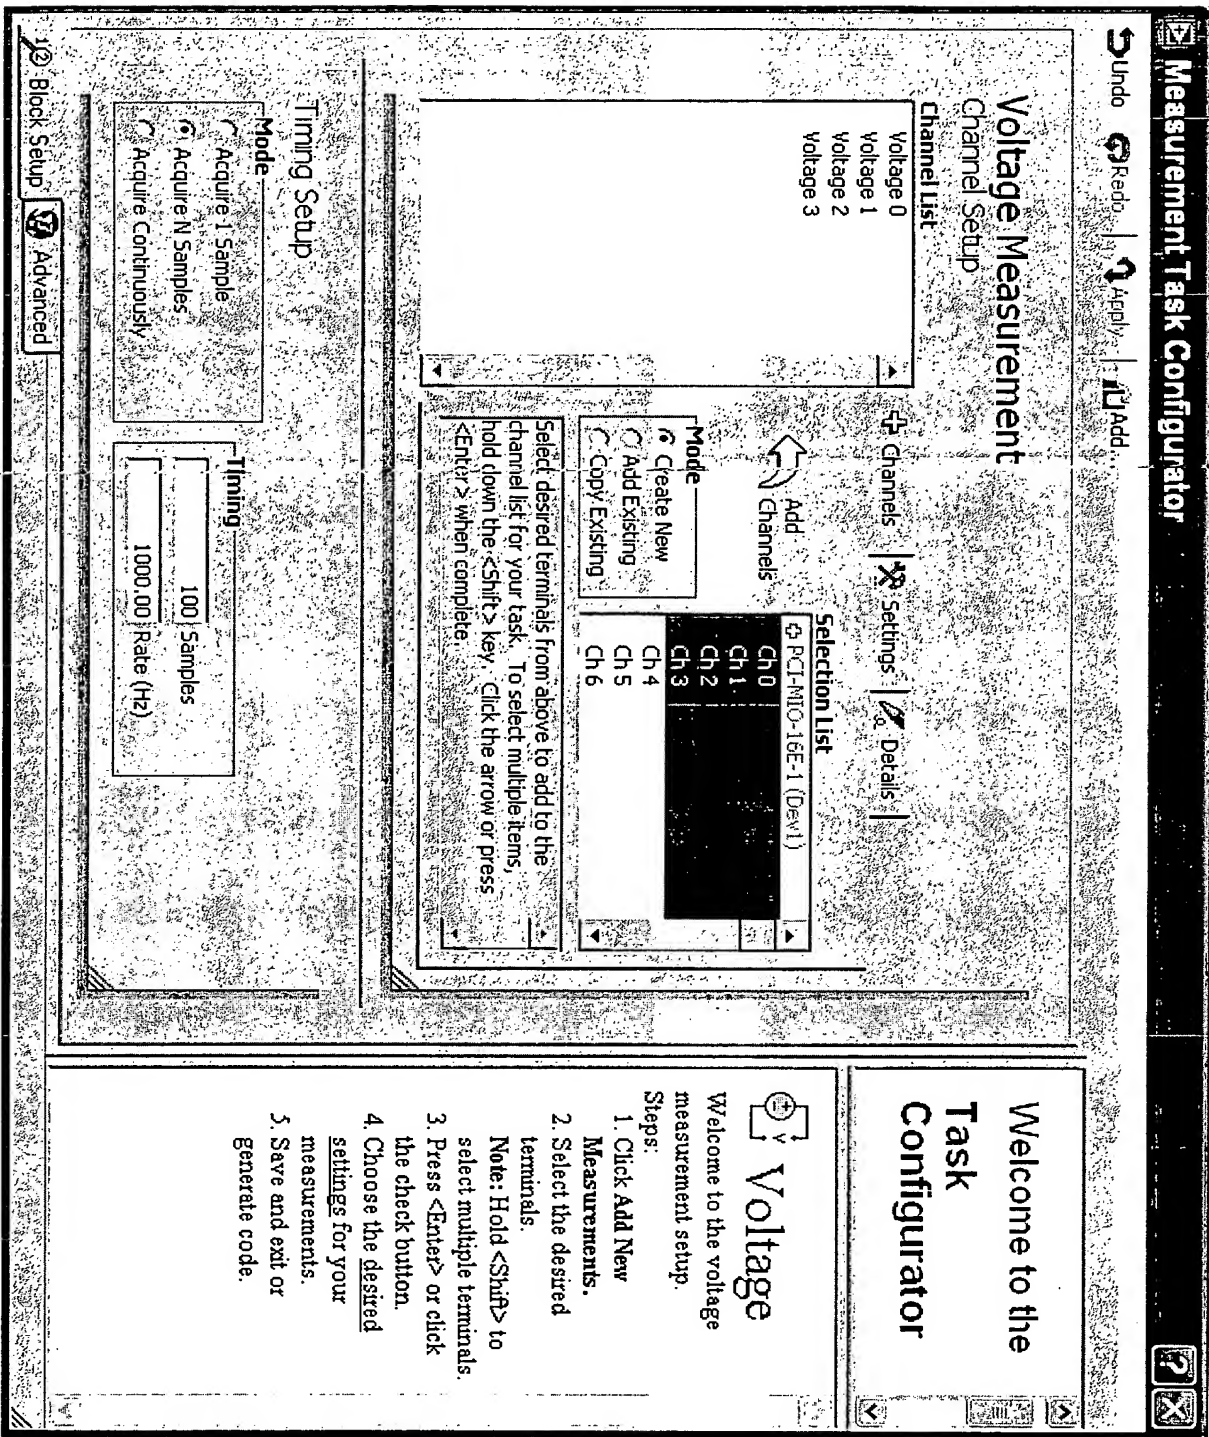 Measurement Task Configurator
Undo Redo Apply Add...
Voltage Measurement
Channel Setup
Channels Settings Details
Channel List
Voltage 0
Voltage 1
Voltage 2
Voltage 3
Add
Channels
Mode
Create New
Add Existing
Copy Existing
Selection List
PCI-MIO-16E-1 (Dev1)
Ch 0
Ch 1
Ch 2
Ch 3
Ch 4
Ch 5
Ch 6
Select desired terminals from above to add to the
channel list for your task. To select multiple items,
hold down the <Shift> key. Click the arrow or press
<Enter> when complete.
Timing Setup
Mode
Acquire 1 Sample
Acquire N Samples
Acquire Continuously
Timing
100 Samples
1000.00 Rate (Hz)
Block Setup Advanced
Welcome to the
Task
Configurator
Voltage
Welcome to the voltage
measurement setup.
Steps:
1. Click Add New
Measurements.
2. Select the desired
terminals.
Note: Hold <Shift> to
select multiple terminals.
3. Press <Enter> or click
the check button.
4. Choose the desired
settings for your
measurements.
5. Save and exit or
generate code.